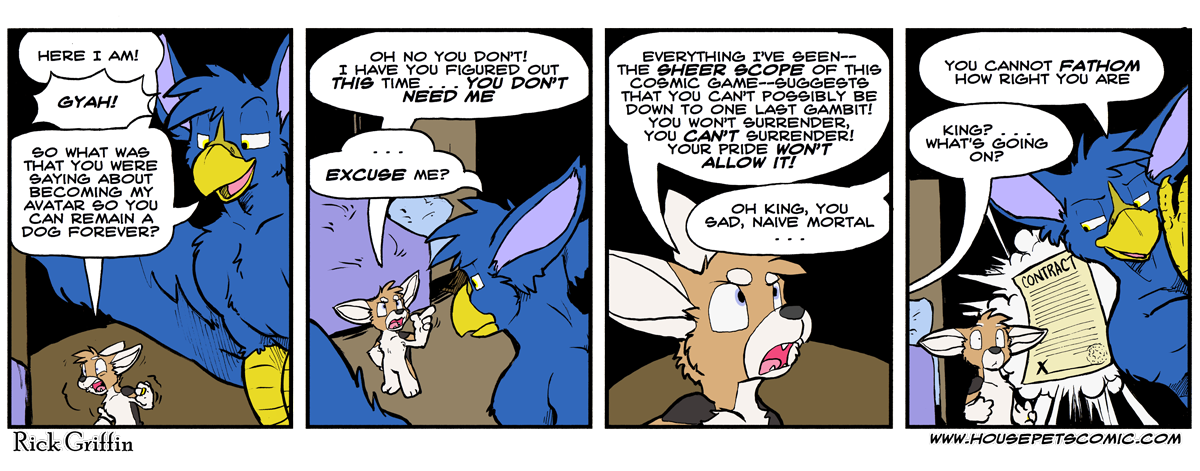 HERE I AM!
GYAH!
SO WHAT WAS
THAT YOU WERE
SAYING ABOUT
BECOMING MY
AVATAR SO YOU
CAN REMAIN A
DOG FOREVER?
OH NO YOU DON'T!
I HAVE YOU FIGURED OUT
THIS TIME . . . YOU DON'T
NEED ME
. . .
EXCUSE ME?
EVERYTHING I'VE SEEN--
THE SHEER SCOPE OF THIS
COSMIC GAME--SUGGESTS
THAT YOU CAN'T POSSIBLY BE
DOWN TO ONE LAST GAMBIT!
YOU WON'T SURRENDER,
YOU CAN'T SURRENDER!
YOUR PRIDE WON'T
ALLOW IT!
OH KING, YOU
SAD, NAIVE MORTAL
. . .
YOU CANNOT FATHOM
HOW RIGHT YOU ARE
KING? . . .
WHAT'S GOING
ON?
CONTRACT
X
Rick Griffin
WWW.HOUSEPETSCOMIC.COM